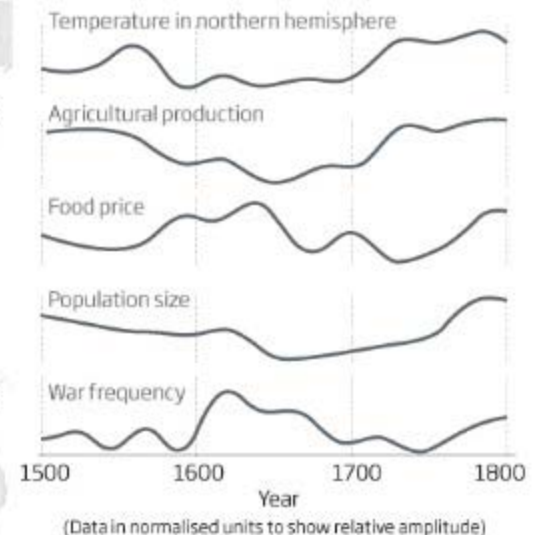 Temperature in northern hemisphere
Agricultural production
Food price
Population size
War frequency
1500 1600 1700 1800
Year
(Data in normalised units to show relative amplitude)